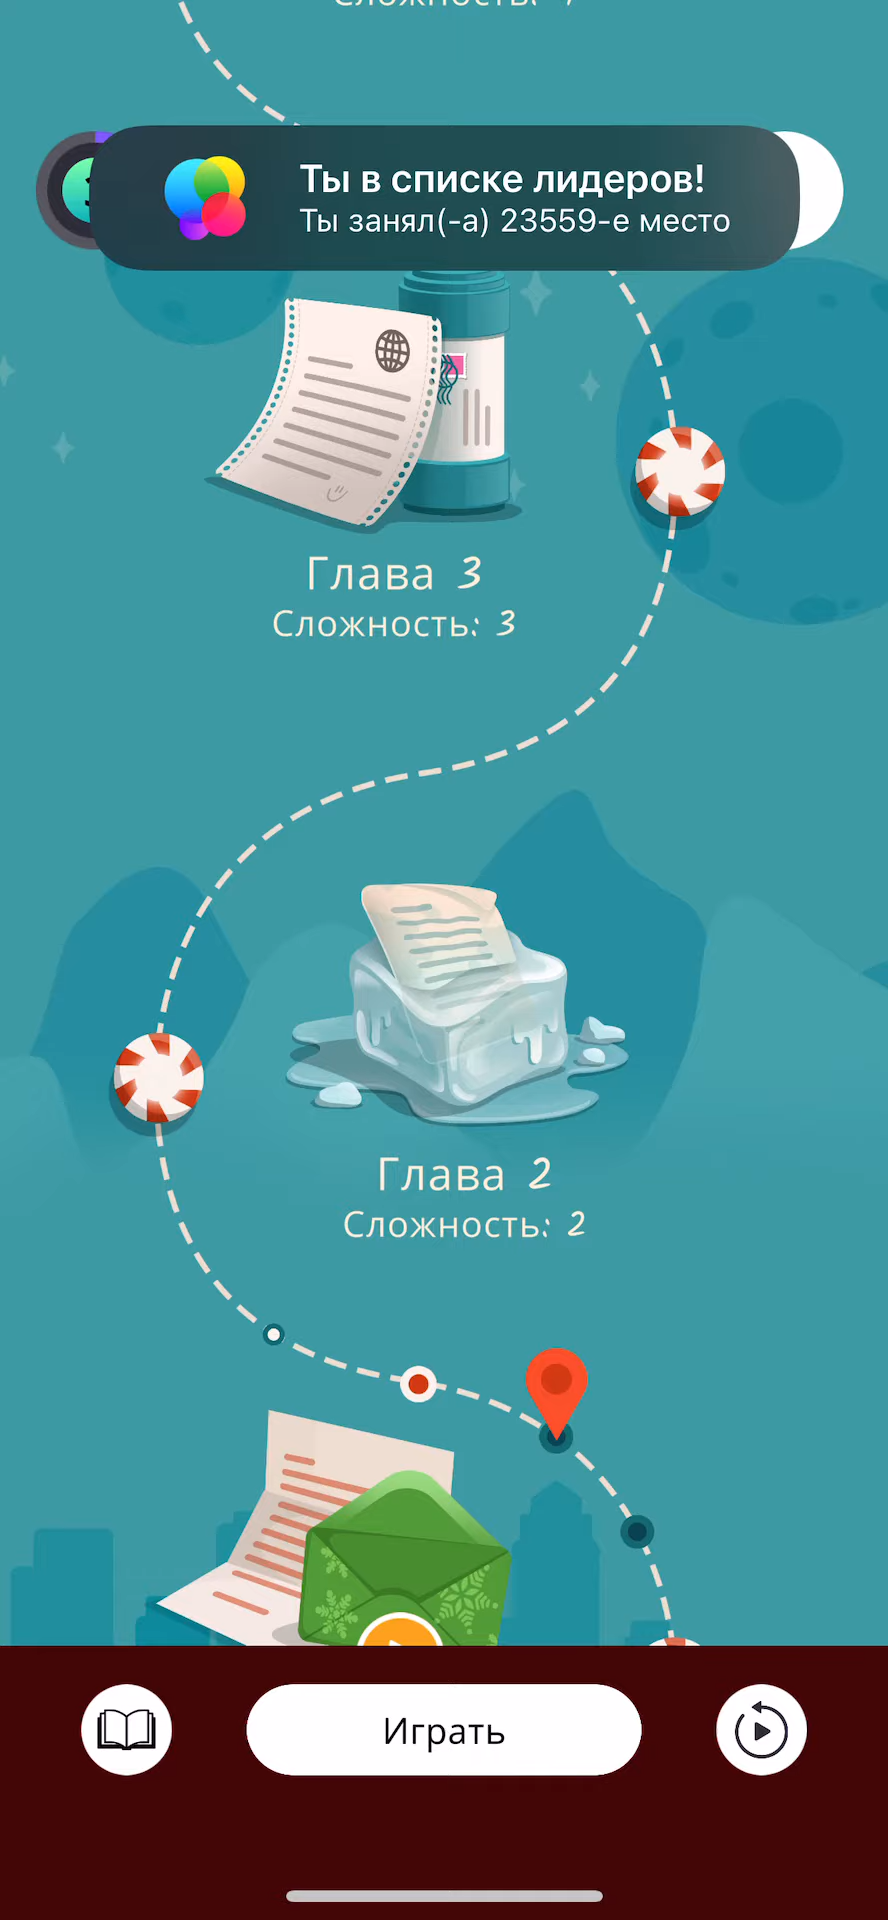 Ты в списке лидеров!
Ты занял(-а) 23559-е место
Глава 3
Сложность: 3
Глава 2
Сложность: 2
Играть